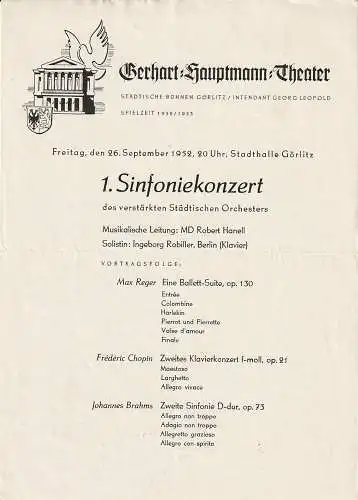 Gerhart-Hauptmann-Theater
STÄDTISCHE BÜHNEN GÖRLITZ / INTENDANT GEORG LEOPOLD
SPIELZEIT 1952/1953
Freitag, den 26. September 1952, 20 Uhr, Stadthalle Görlitz
1. Sinfoniekonzert
des verstärkten Städtischen Orchesters
Musikalische Leitung: MD Robert Hanell
Solistin: Ingeborg Robiller, Berlin (Klavier)
VORTRAGSFOLGE:
Max Reger Eine Ballett-Suite, op. 130
Entrée
Colombine
Harlekin
Pierrot und Pierrette
Valse d'amour
Finale
Frédéric Chopin Zweites Klavierkonzert f-moll, op. 21
Maestoso
Larghetto
Allegro vivace
Johannes Brahms Zweite Sinfonie D-dur, op. 73
Allegro non troppo
Adagio non troppo
Allegretto grazioso
Allegro con spirito